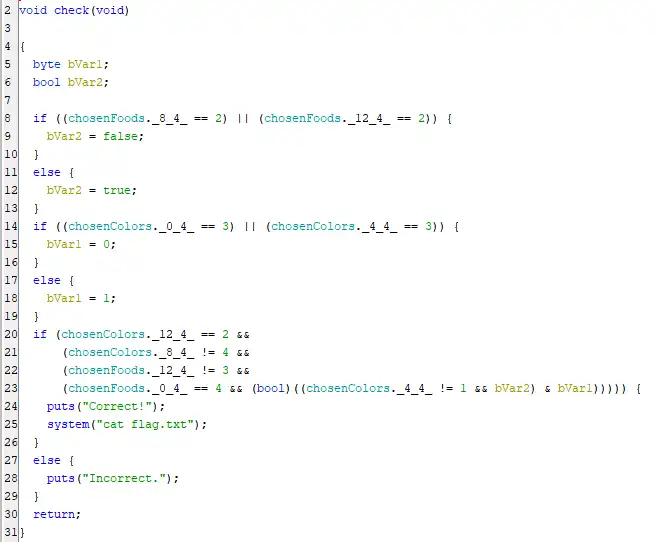 2 void check(void)
3
4 {
5   byte bVar1;
6   bool bVar2;
7
8   if ((chosenFoods._8_4_ == 2) || (chosenFoods._12_4_ == 2)) {
9     bVar2 = false;
10   }
11   else {
12     bVar2 = true;
13   }
14   if ((chosenColors._0_4_ == 3) || (chosenColors._4_4_ == 3)) {
15     bVar1 = 0;
16   }
17   else {
18     bVar1 = 1;
19   }
20   if (chosenColors._12_4_ == 2 &&
21       (chosenColors._8_4_ != 4 &&
22       (chosenFoods._12_4_ != 3 &&
23       (chosenFoods._0_4_ == 4 && (bool)((chosenColors._4_4_ != 1 && bVar2) & bVar1))))) {
24     puts("Correct!");
25     system("cat flag.txt");
26   }
27   else {
28     puts("Incorrect.");
29   }
30   return;
31 }